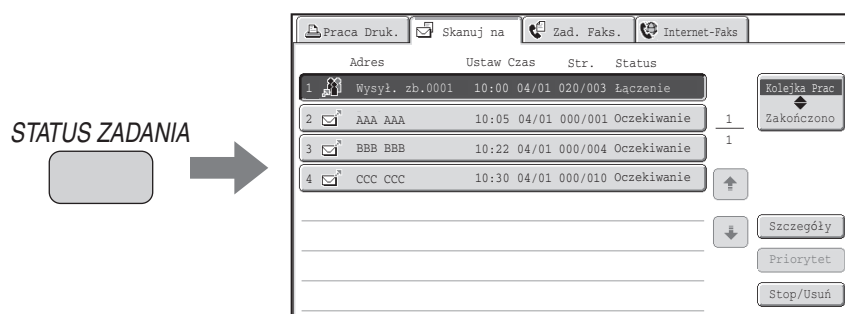 STATUS ZADANIA
Praca Druk. Skanuj na Zad. Faks. Internet-Faks
Adres Ustaw Czas Str. Status
1 Wysył. zb.0001 10:00 04/01 020/003 Łączenie
2 AAA AAA 10:05 04/01 000/001 Oczekiwanie
3 BBB BBB 10:22 04/01 000/004 Oczekiwanie
4 CCC CCC 10:30 04/01 000/010 Oczekiwanie
1
1
Kolejka Prac
Zakończono
Szczegóły
Priorytet
Stop/Usuń